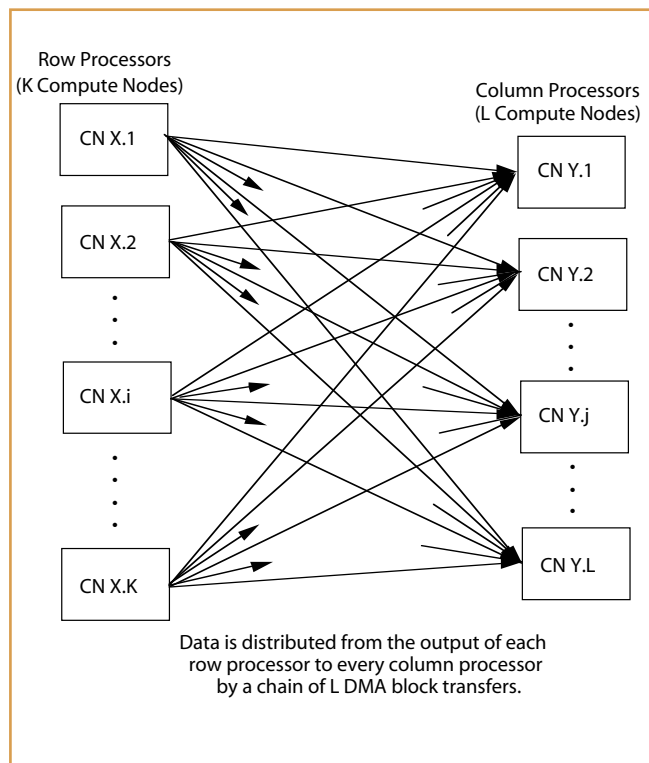 Row Processors
(K Compute Nodes)
CN X.1
CN X.2
CN X.i
CN X.K
Column Processors
(L Compute Nodes)
CN Y.1
CN Y.2
CN Y.j
CN Y.L
Data is distributed from the output of each
row processor to every column processor
by a chain of L DMA block transfers.